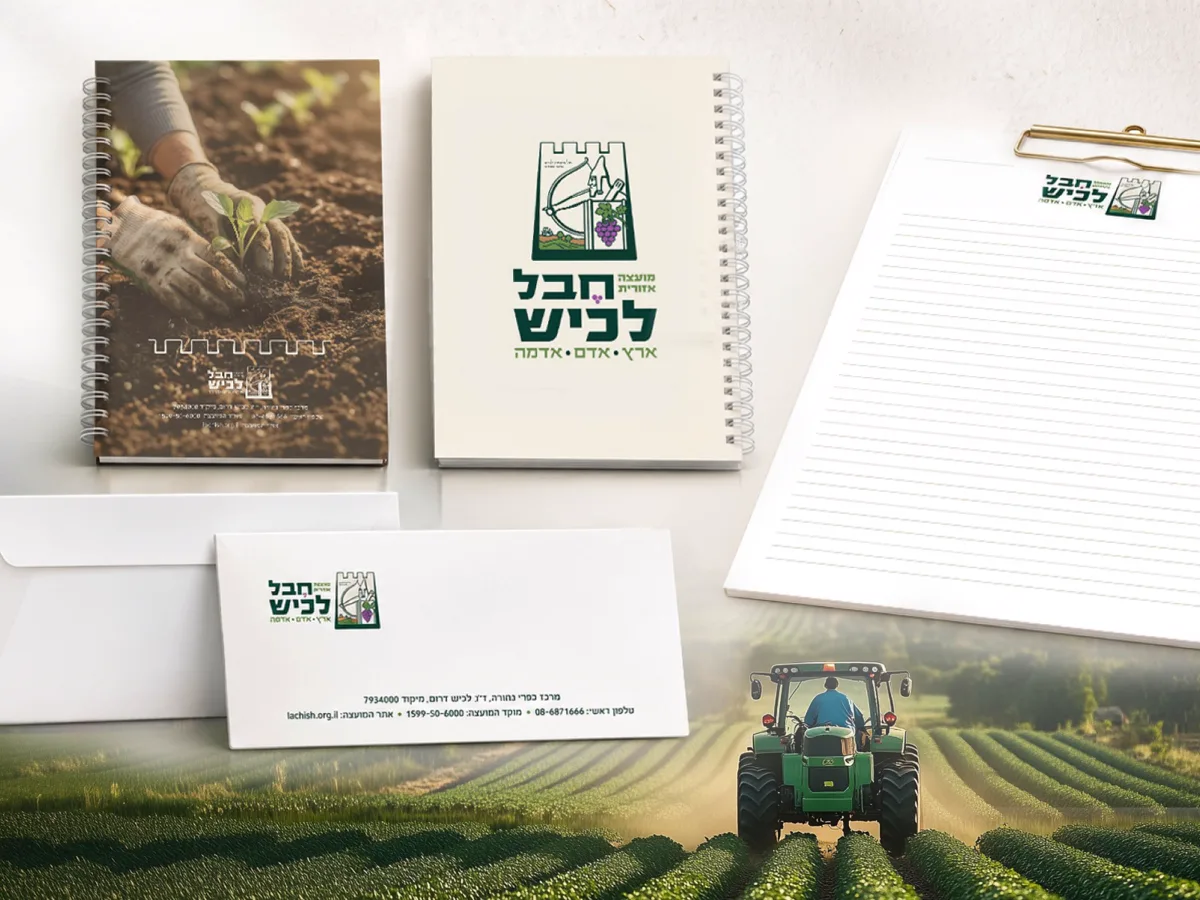 מועצה
אזורית
חבל
לכיש
ארץ • אדם • אדמה
חבל
לכיש
מועצה
אזורית
חבל
לכיש
ארץ • אדם • אדמה
מועצה
אזורית
חבל
לכיש
ארץ • אדם • אדמה
מרכז כפרי נהורה, ד״נ לכיש דרום, מיקוד 7934000
טלפון ראשי: 08-6871666 • מוקד המועצה: 1599-50-6000 • אתר המועצה: lachish.org.il